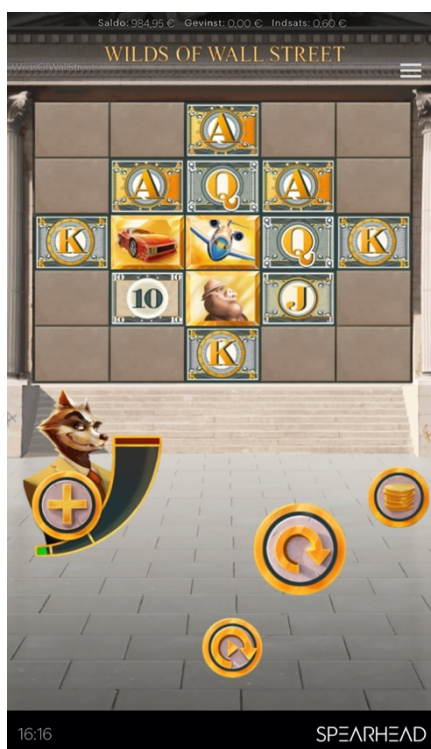 Saldo: 984,95 € Gevinst: 0,00 € Indsats: 0,60 €
WILDS OF WALL STREET
WildsOfWallStreet
A
A Q A
K Q K
10 J
K
16:16 SPEARHEAD